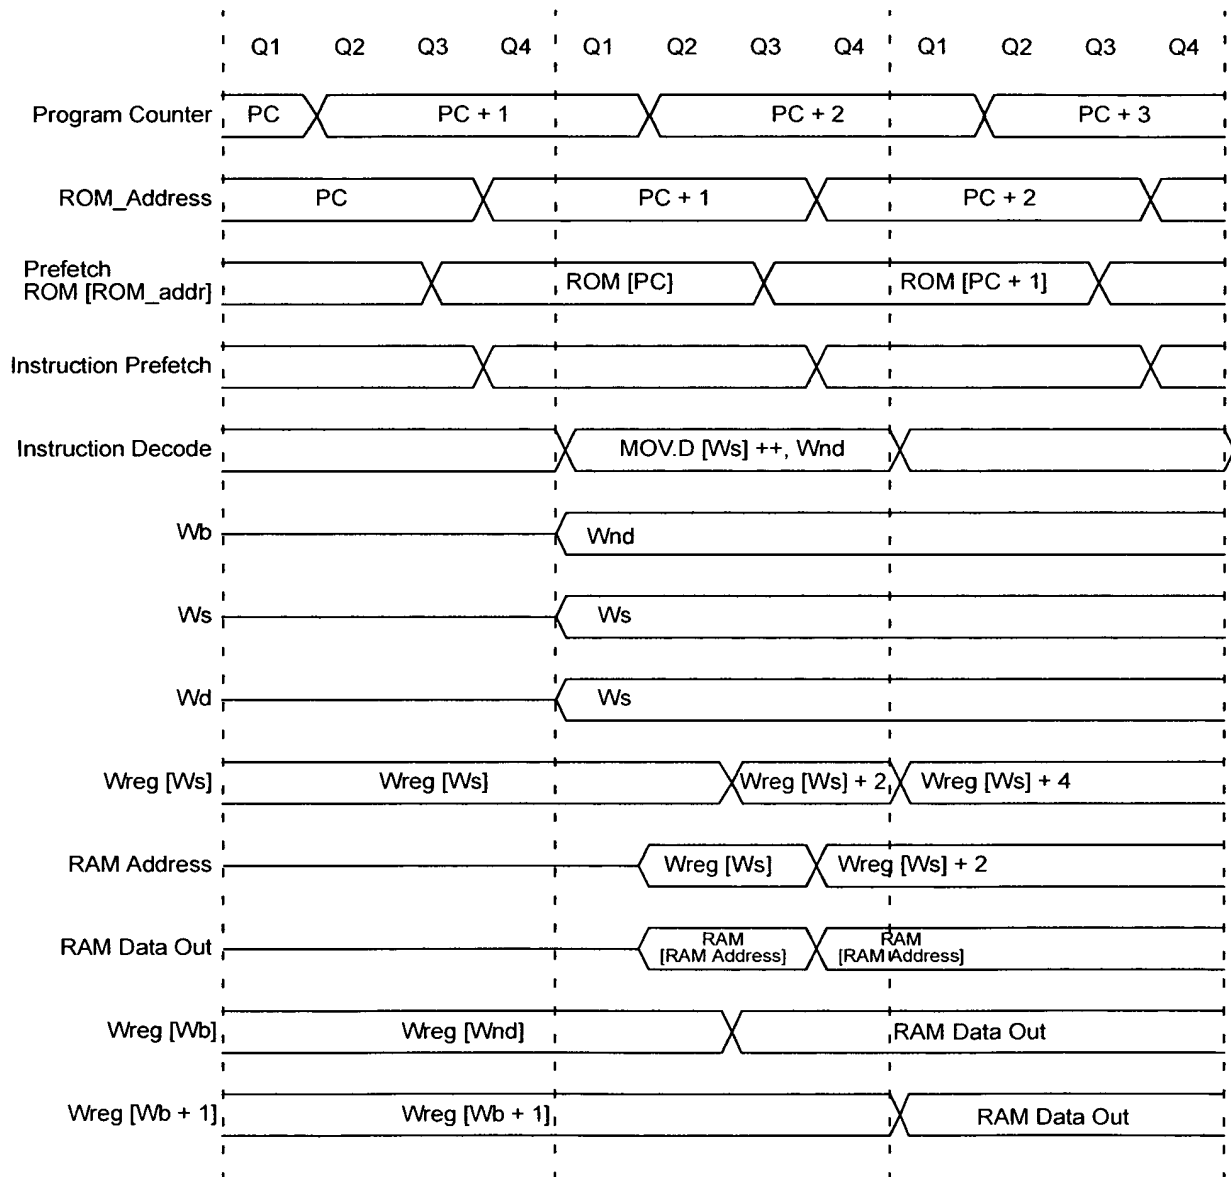 Q1 Q2 Q3 Q4 Q1 Q2 Q3 Q4 Q1 Q2 Q3 Q4
Program Counter PC PC + 1 PC + 2 PC + 3
ROM_Address PC PC + 1 PC + 2
Prefetch
ROM [ROM_addr] ROM [PC] ROM [PC + 1]
Instruction Prefetch
Instruction Decode MOV.D [Ws] ++, Wnd
Wb Wnd
Ws Ws
Wd Ws
Wreg [Ws] Wreg [Ws] Wreg [Ws] + 2 Wreg [Ws] + 4
RAM Address Wreg [Ws] Wreg [Ws] + 2
RAM Data Out RAM [RAM Address] RAM [RAM Address]
Wreg [Wb] Wreg [Wnd] RAM Data Out
Wreg [Wb + 1] Wreg [Wb + 1] RAM Data Out